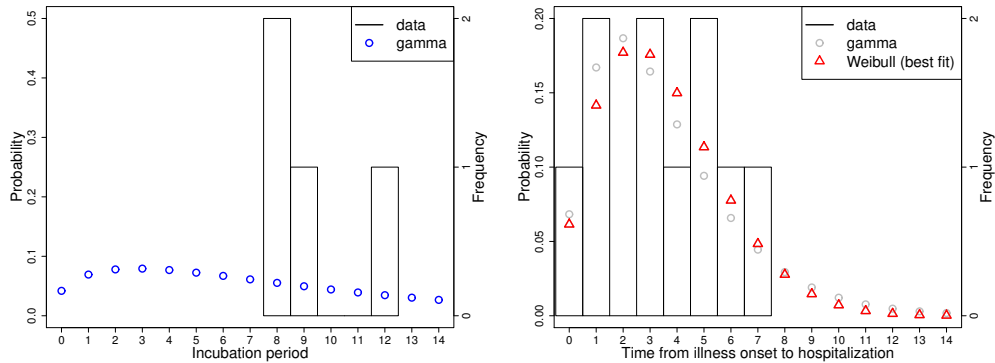 data
gamma
Probability
0.0
0.1
0.2
0.3
0.4
0.5
Frequency
0
1
2
0 1 2 3 4 5 6 7 8 9 10 11 12 13 14
Incubation period
data
gamma
Weibull (best fit)
Probability
0.00
0.05
0.10
0.15
0.20
Frequency
0
1
2
0 1 2 3 4 5 6 7 8 9 10 11 12 13 14
Time from illness onset to hospitalization